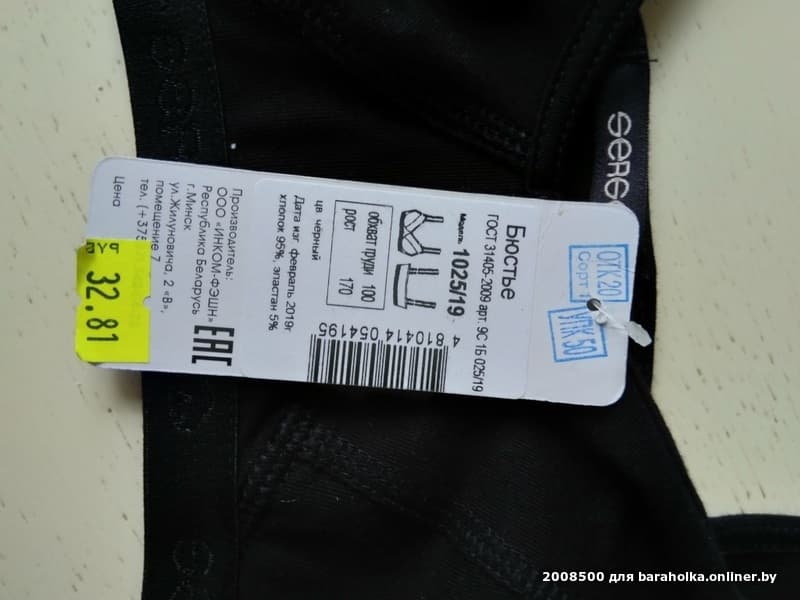 SERG
ОТК 20
Сорт 1
УПК 50
Бюстье
ГОСТ 31405-2009 арт. 9С 1Б 025/19
Модель 1025/19
обхват груди 100
рост 170
цв чёрный
Дата изг. февраль 2019г
хлопок 95%, эластан 5%
4 810414 054195
Производитель:
ООО «ИНКОМ-ФЭШН»
Республика Беларусь
г.Минск
ул.Жилуновича, 2 «В»,
помещение 7
тел. (+375
EAC
Цена
BYP
32.81
2008500 для baraholka.onliner.by